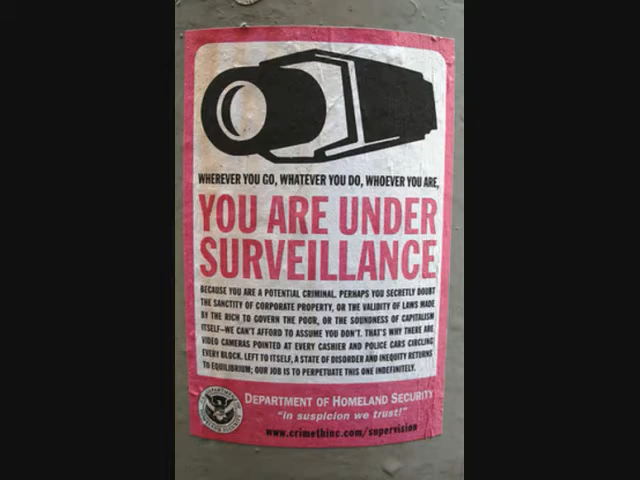 WHEREVER YOU GO, WHATEVER YOU DO, WHOEVER YOU ARE,
YOU ARE UNDER
SURVEILLANCE
BECAUSE YOU ARE A POTENTIAL CRIMINAL. PERHAPS YOU SECRETLY DOUBT
THE SANCTITY OF CORPORATE PROPERTY, OR THE VALIDITY OF LAWS MADE
BY THE RICH TO GOVERN THE POOR, OR THE SOUNDNESS OF CAPITALISM
ITSELF—WE CAN'T AFFORD TO ASSUME YOU DON'T. THAT'S WHY THERE ARE
VIDEO CAMERAS POINTED AT EVERY CASHIER AND POLICE CARS CIRCLING
EVERY BLOCK. LEFT TO ITSELF, A STATE OF DISORDER AND INEQUITY RETURNS
TO EQUILIBRIUM; OUR JOB IS TO PERPETUATE THIS ONE INDEFINITELY.
DEPARTMENT OF HOMELAND SECURITY
"in suspicion we trust!"
www.crimethinc.com/supervision